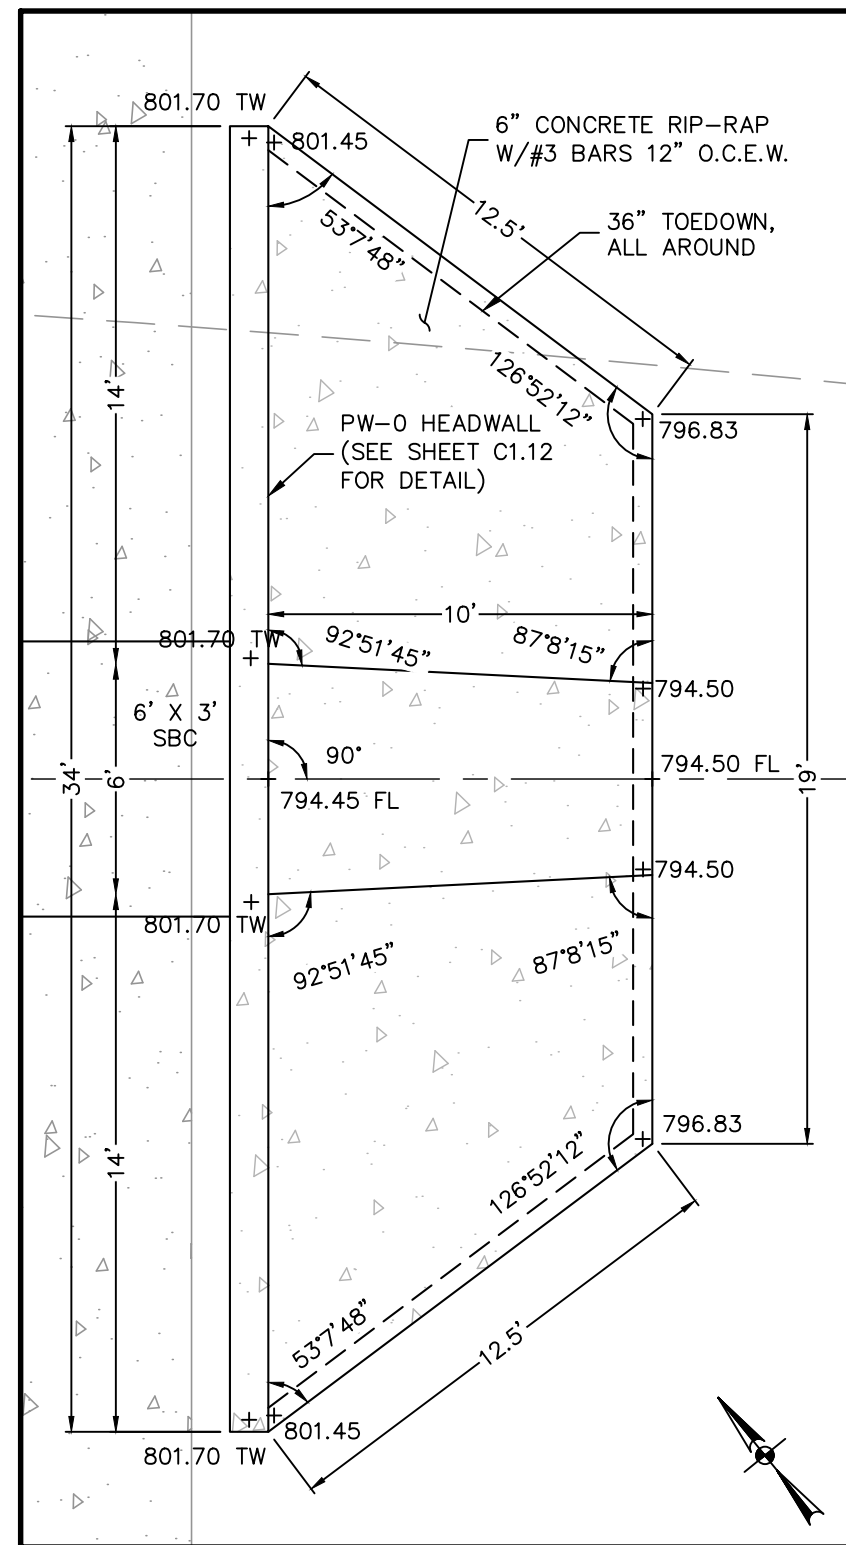 801.70 TW
801.45
6” CONCRETE RIP-RAP
W/#3 BARS 12” O.C.E.W.
12.5'
36” TOEDOWN,
ALL AROUND
53°7'48”
14'
126°52'12”
PW-0 HEADWALL
(SEE SHEET C1.12
FOR DETAIL)
796.83
10'
801.70 TW
92°51'45”
87°8'15”
794.50
6' X 3'
SBC
90°
794.50 FL
34'
6'
19'
794.45 FL
794.50
801.70 TW
92°51'45”
87°8'15”
14'
796.83
126°52'12”
53°7'48”
12.5'
801.45
801.70 TW